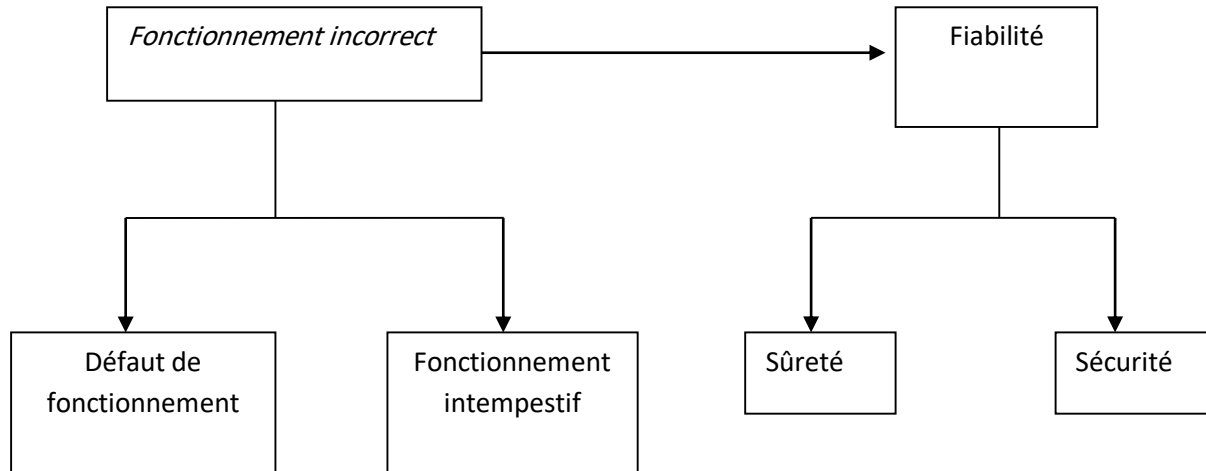 Fonctionnement incorrect
Fiabilité
Défaut de
fonctionnement
Fonctionnement
intempestif
Sûreté
Sécurité